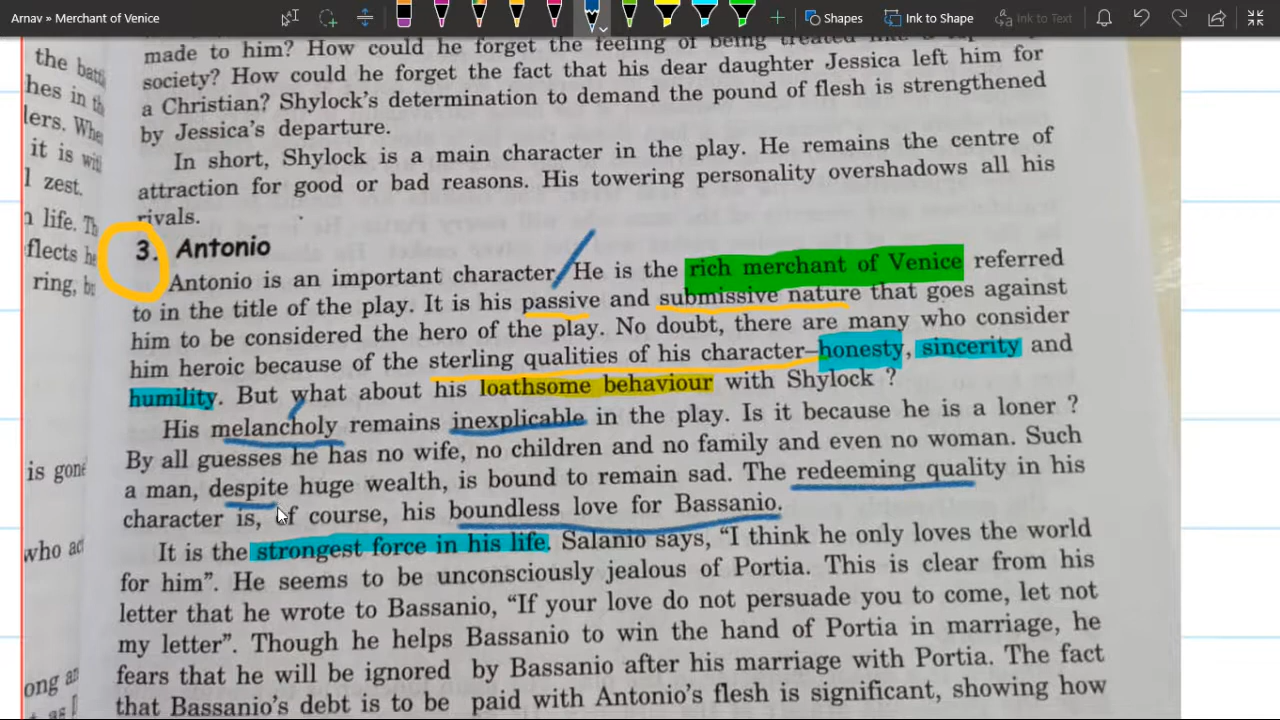 Arnav » Merchant of Venice
Shapes
Ink to Shape
Ink to Text
made to him? How could he forget the feeling of being treated like a
society? How could he forget the fact that his dear daughter Jessica left him for
a Christian? Shylock's determination to demand the pound of flesh is strengthened
by Jessica's departure.
In short, Shylock is a main character in the play. He remains the centre of
attraction for good or bad reasons. His towering personality overshadows all his
rivals.
3. Antonio
Antonio is an important character. He is the rich merchant of Venice referred
to in the title of the play. It is his passive and submissive nature that goes against
him to be considered the hero of the play. No doubt, there are many who consider
him heroic because of the sterling qualities of his character–honesty, sincerity and
humility. But what about his loathsome behaviour with Shylock ?
His melancholy remains inexplicable in the play. Is it because he is a loner ?
By all guesses he has no wife, no children and no family and even no woman. Such
a man, despite huge wealth, is bound to remain sad. The redeeming quality in his
character is, of course, his boundless love for Bassanio.
It is the strongest force in his life. Salanio says, “I think he only loves the world
for him”. He seems to be unconsciously jealous of Portia. This is clear from his
letter that he wrote to Bassanio, “If your love do not persuade you to come, let not
my letter”. Though he helps Bassanio to win the hand of Portia in marriage, he
fears that he will be ignored by Bassanio after his marriage with Portia. The fact
that Bassanio's debt is to be paid with Antonio's flesh is significant, showing how
the
hes in
lers.
it is
zest.
life.
flects
ring,
is gone
who
ong